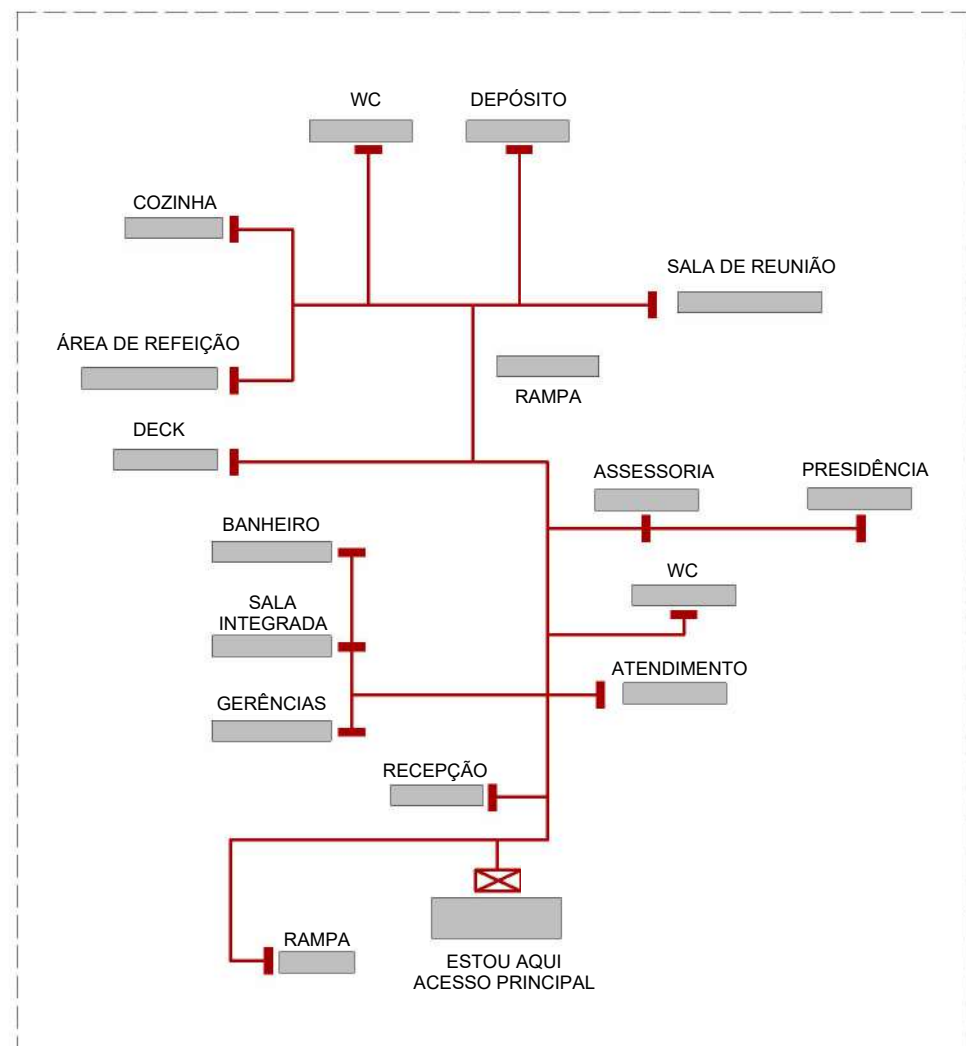 WC
DEPÓSITO
COZINHA
SALA DE REUNIÃO
ÁREA DE REFEIÇÃO
RAMPA
DECK
ASSESSORIA
PRESIDÊNCIA
BANHEIRO
WC
SALA
INTEGRADA
ATENDIMENTO
GERÊNCIAS
RECEPÇÃO
RAMPA
ESTOU AQUI
ACESSO PRINCIPAL